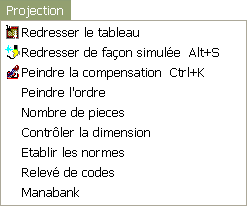 Projection
Redresser le tableau
Redresser de façon simulée Alt+S
Peindre la compensation Ctrl+K
Peindre l'ordre
Nombre de pieces
Contrôler la dimension
Etablir les normes
Relevé de codes
Manabank